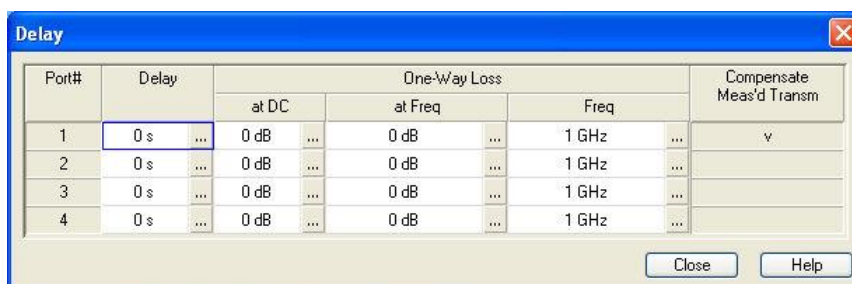 Delay
Port# Delay One-Way Loss Compensate Meas'd Transm
at DC at Freq Freq
1 0 s ... 0 dB ... 0 dB ... 1 GHz ... v
2 0 s ... 0 dB ... 0 dB ... 1 GHz ...
3 0 s ... 0 dB ... 0 dB ... 1 GHz ...
4 0 s ... 0 dB ... 0 dB ... 1 GHz ...
Close Help